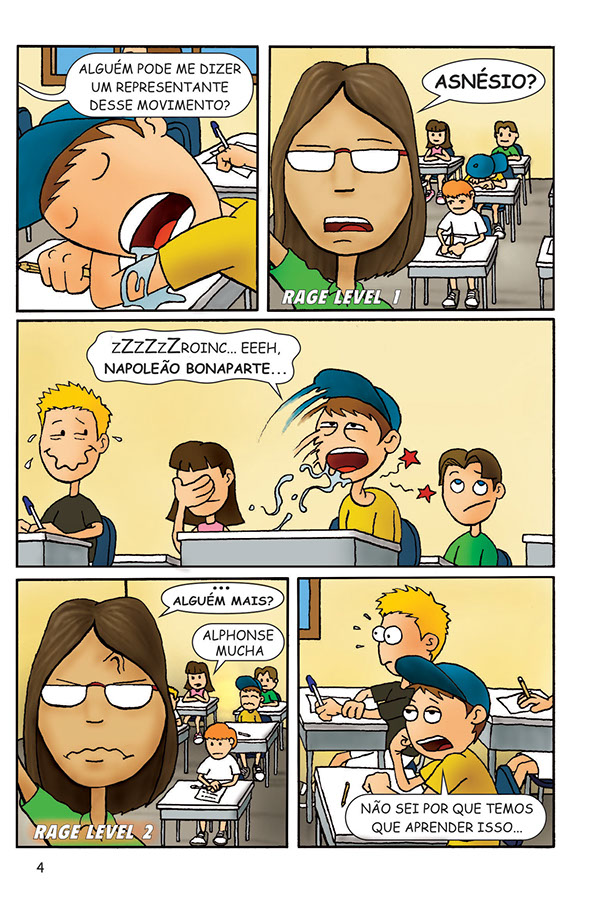 ALGUÉM PODE ME DIZER
UM REPRESENTANTE
DESSE MOVIMENTO?
ASNÉSIO?
RAGE LEVEL 1
ZZZZZZROINC... EEEH,
NAPOLEÃO BONAPARTE...
...
ALGUÉM MAIS?
ALPHONSE
MUCHA
RAGE LEVEL 2
NÃO SEI POR QUE TEMOS
QUE APRENDER ISSO...
4